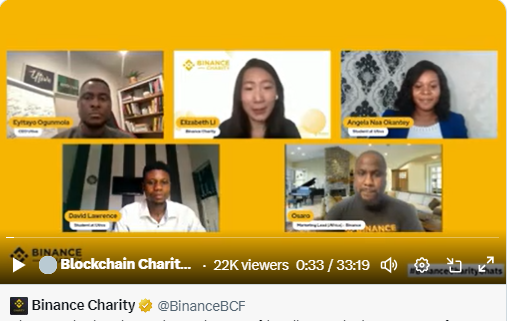 BINANCE
CHARITY
Eyitayo Ogunmola
CEO Utiva
Elizabeth Li
Binance Charity
Angela Naa Okantey
Student at Utiva
David Lawrence
Student at Utiva
Osaro
Marketing Lead (Africa) - Binance
BINANCE
Blockchain Charit... · 22K viewers 0:33 / 33:19
Binance Charity @BinanceBCF